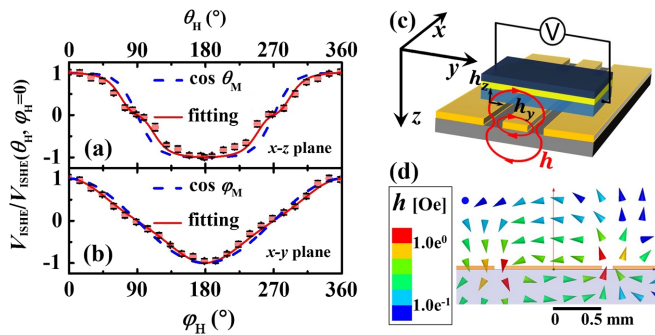 θH (°)
0 90 180 270 360
VISHE/VISHE(θH, φH=0)
1
0
-1
cos θM
fitting
(a)
x-z plane
1
0
-1
cos φM
fitting
(b)
x-y plane
0 90 180 270 360
φH (°)
(c)
V
x
y
z
hz
hy
h
(d)
h [Oe]
1.0e⁰
1.0e⁻¹
0 0.5 mm